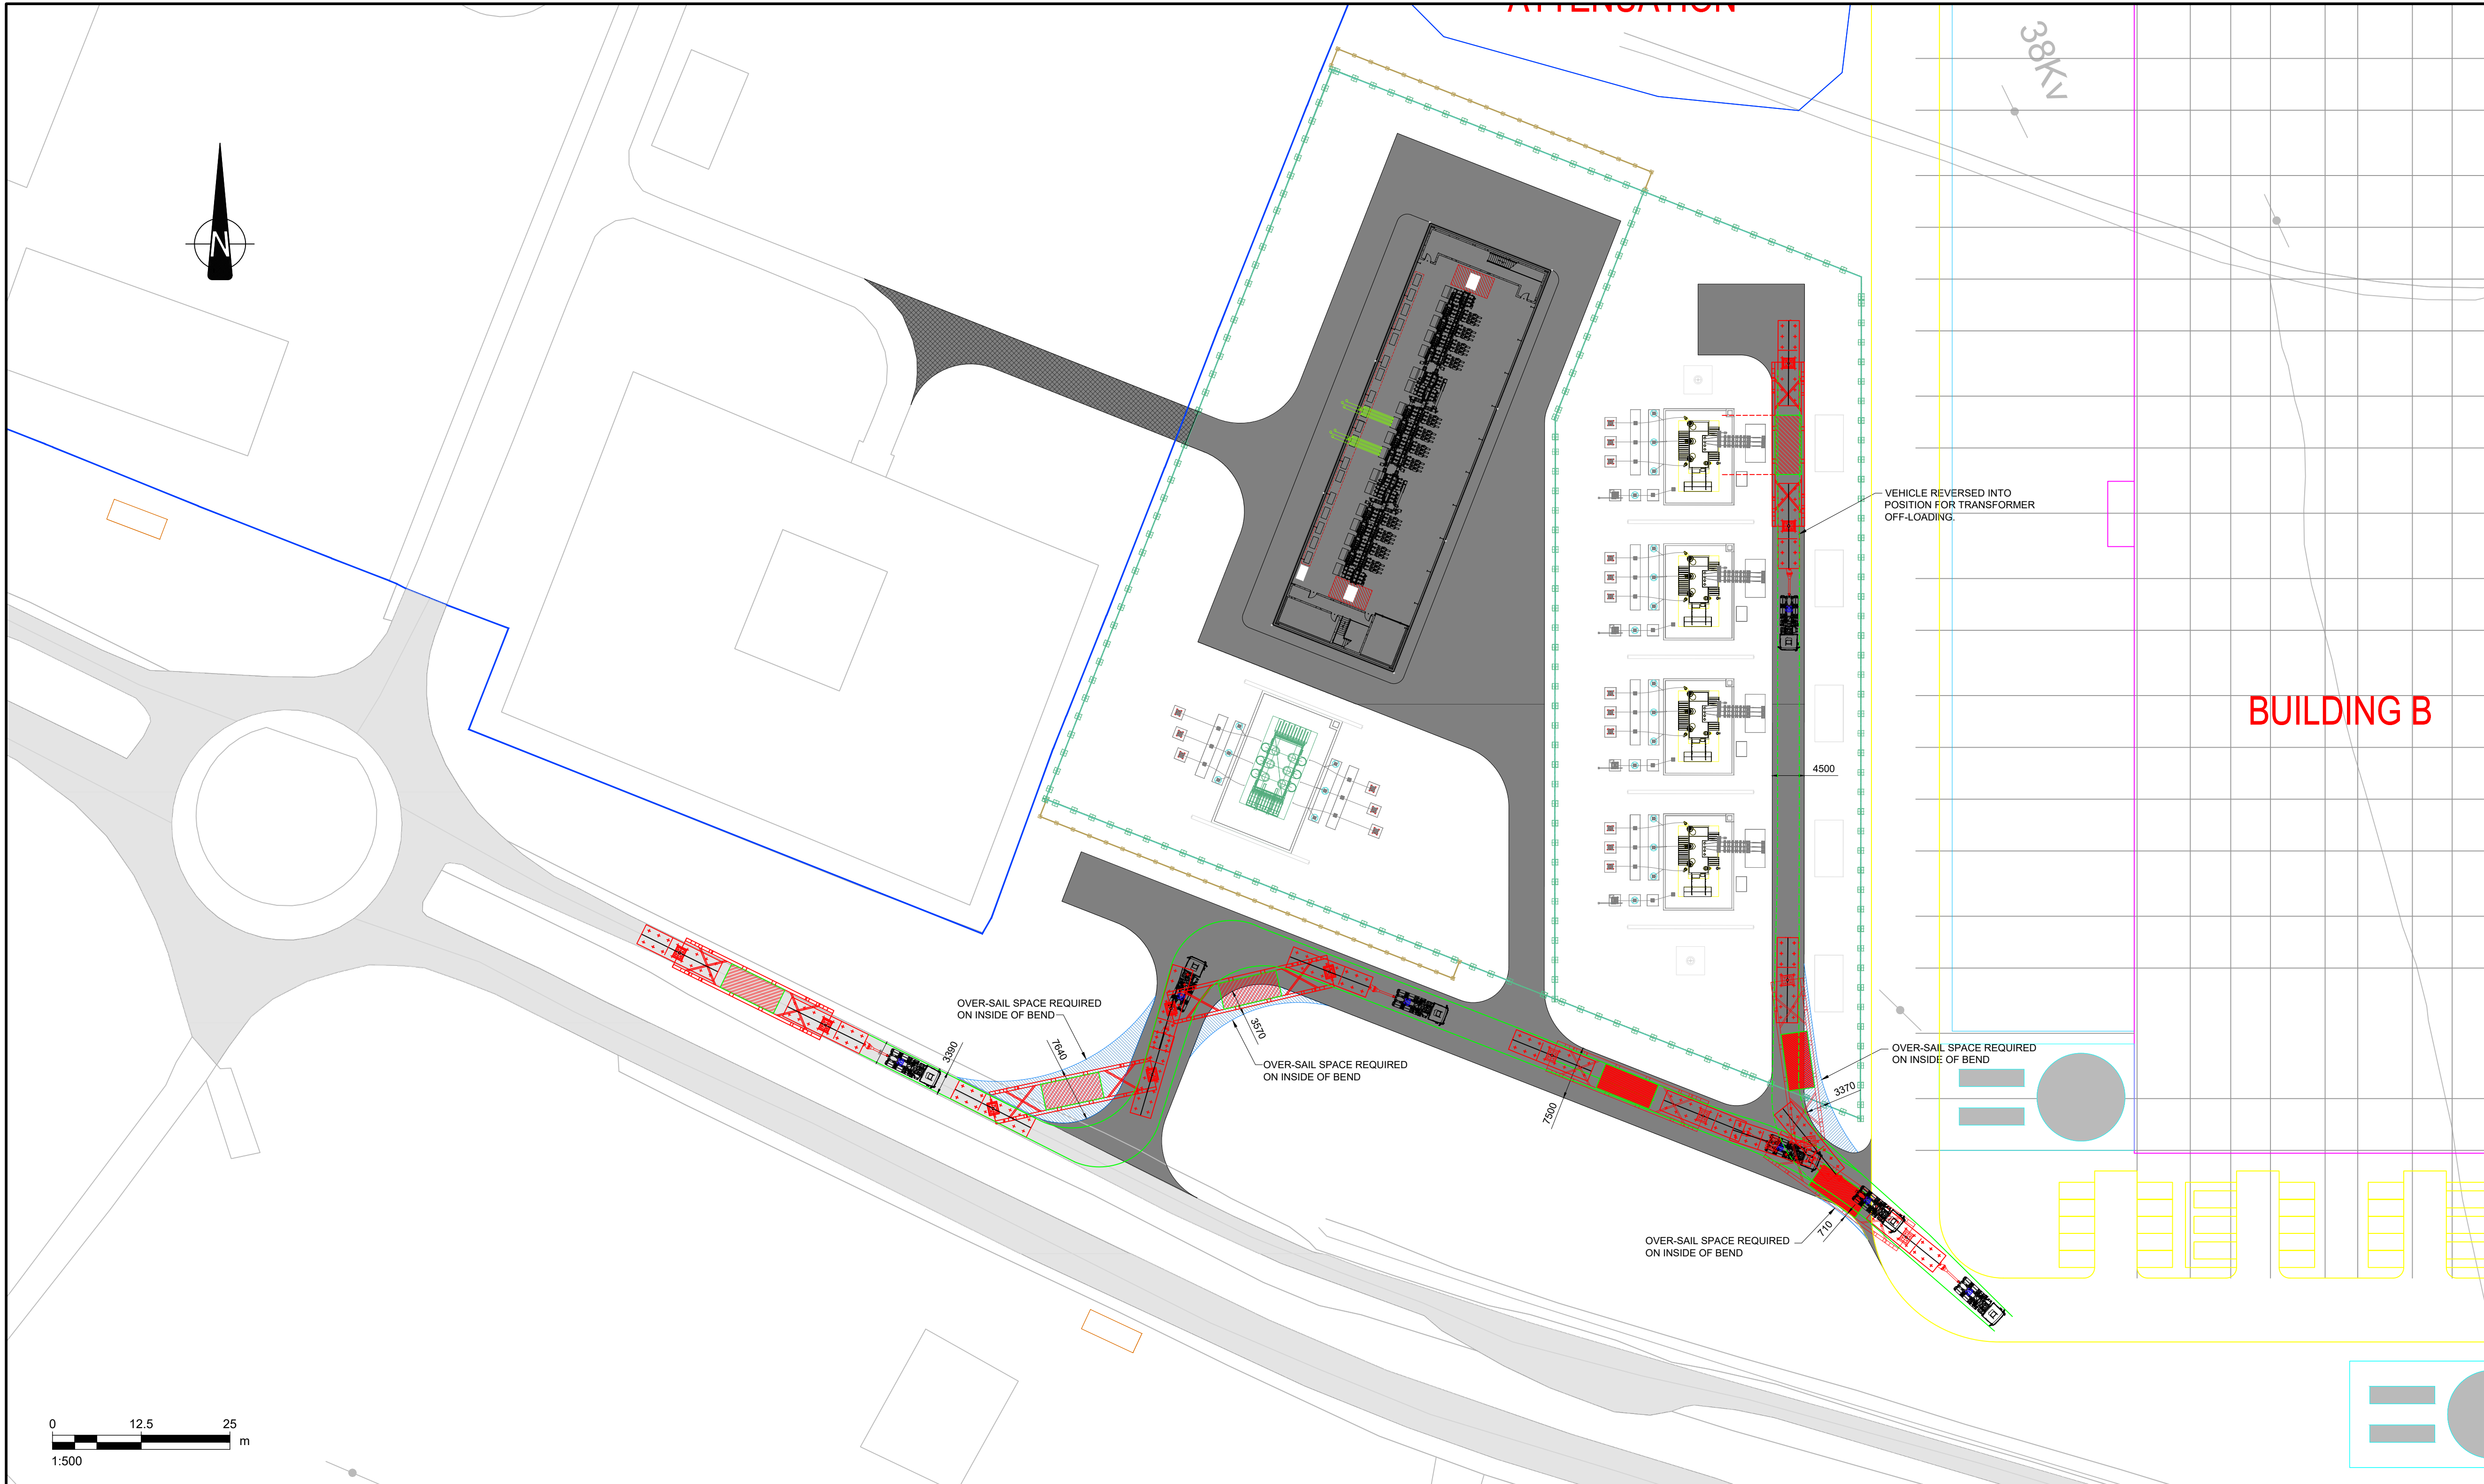 ATTENUATION
38Kv
N
VEHICLE REVERSED INTO
POSITION FOR TRANSFORMER
OFF-LOADING.
BUILDING B
4500
OVER-SAIL SPACE REQUIRED
ON INSIDE OF BEND
3390
7640
3570
OVER-SAIL SPACE REQUIRED
ON INSIDE OF BEND
7500
OVER-SAIL SPACE REQUIRED
ON INSIDE OF BEND
3370
OVER-SAIL SPACE REQUIRED
ON INSIDE OF BEND
710
0 12.5 25
m
1:500